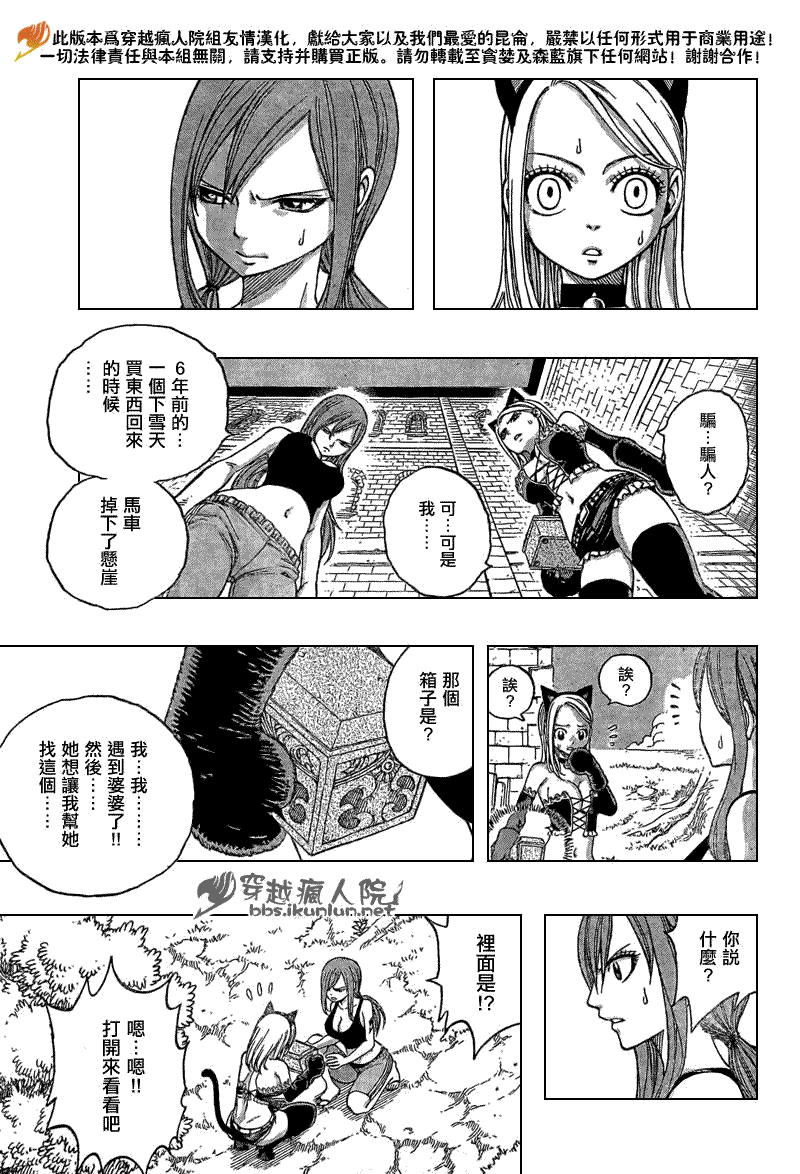 此版本爲穿越瘋人院組友情漢化，獻給大家以及我們最愛的昆侖，嚴禁以任何形式用于商業用途！
一切法律責任與本組無關，請支持并購買正版。請勿轉載至貪婪及森藍旗下任何網站！謝謝合作！
騙…騙人？
可…可是
我……
6年前的…
一個下雪天
買東西回來
的時候
……
馬車
掉下了懸崖
誒？
誒？
那個
箱子是？
我…我………
遇到婆婆了!!
然後……
她想讓我幫她
找這個……
穿越瘋人院
bbs.ikunlun.net
你説
什麼？
裡面是!?
嗯…嗯!!
打開來看看吧